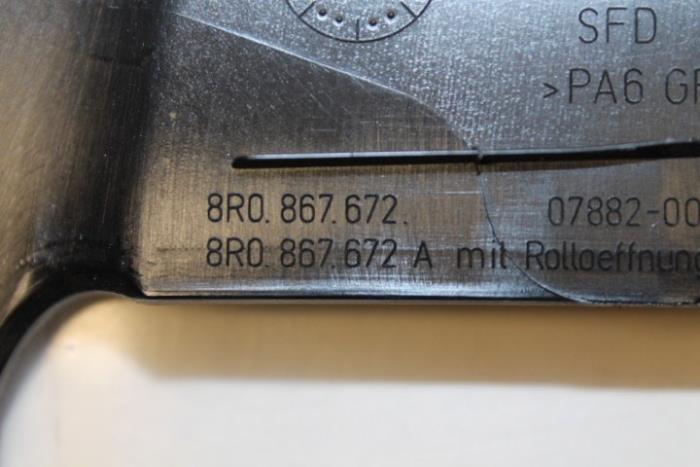 SFD
>PA6 GF
8R0. 867. 672. 07882-00
8R0. 867. 672 A mit Rolloeffnung